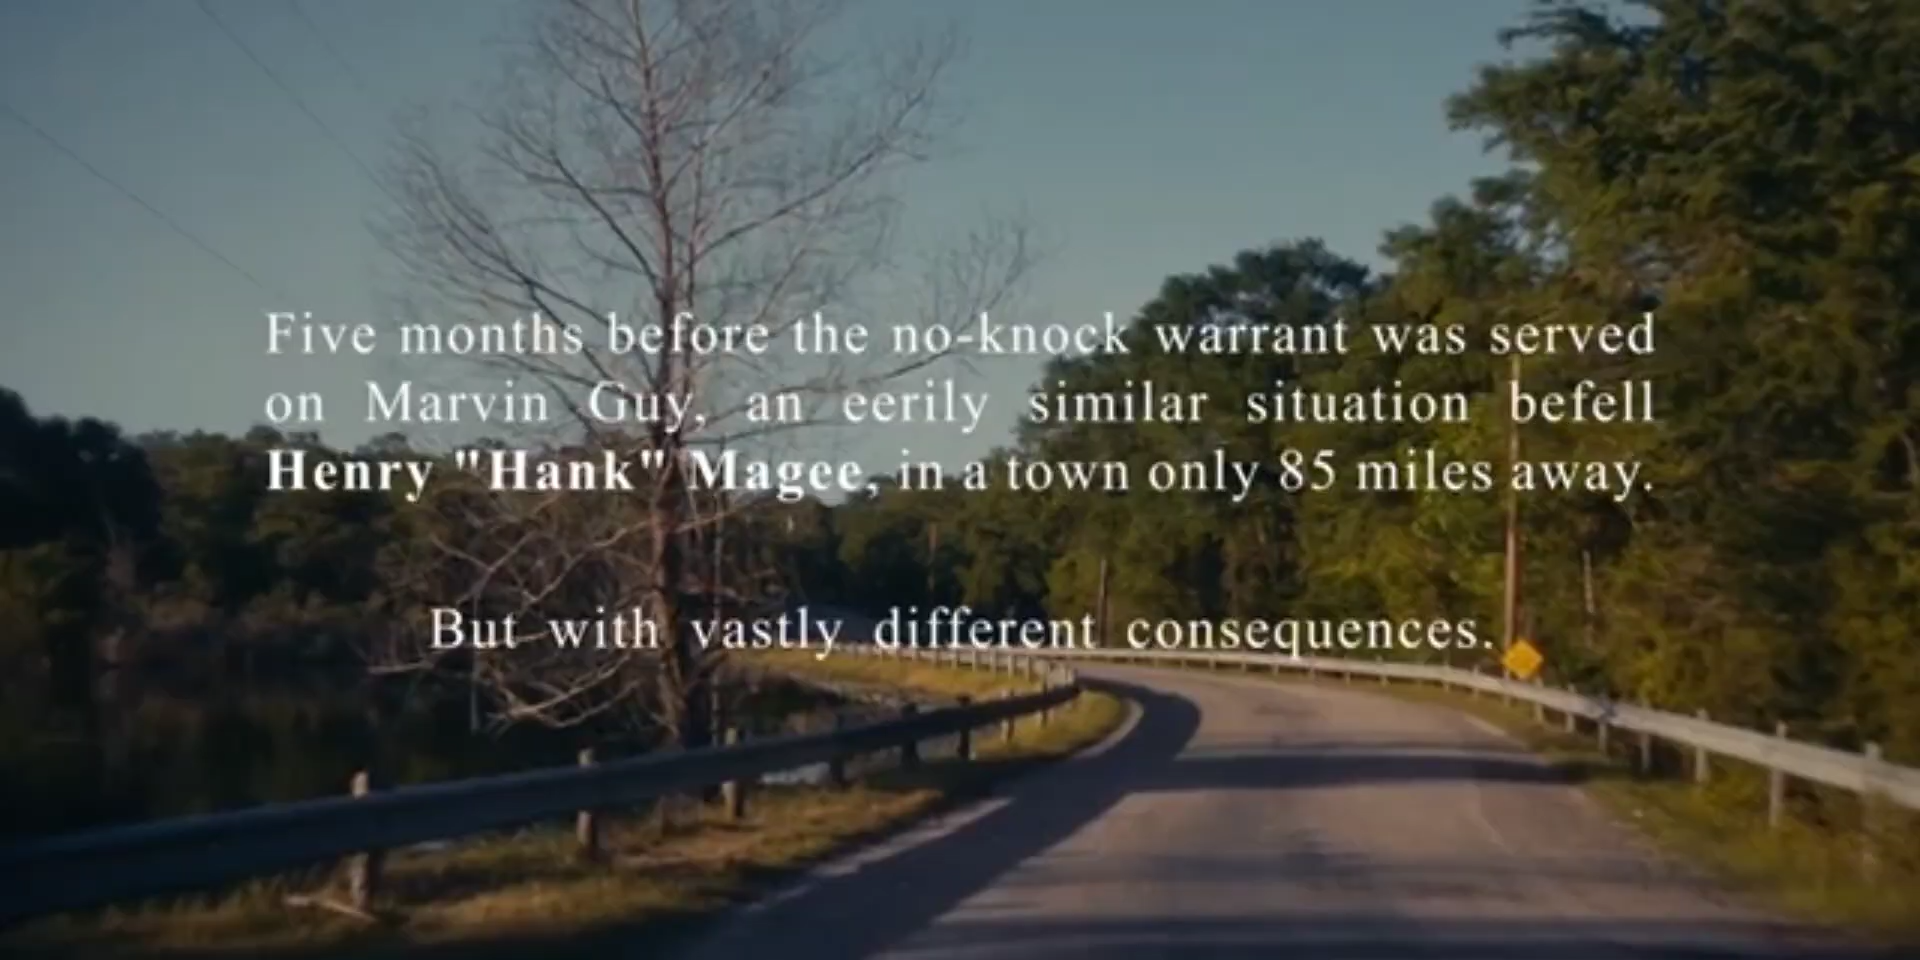 Five months before the no-knock warrant was served
on Marvin Guy, an eerily similar situation befell
Henry "Hank" Magee, in a town only 85 miles away.
But with vastly different consequences.